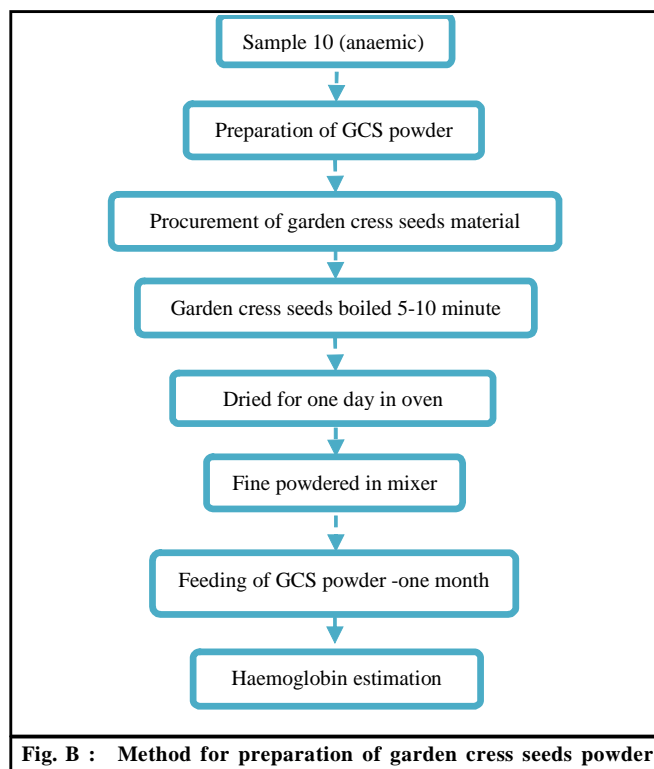 Sample 10 (anaemic)
Preparation of GCS powder
Procurement of garden cress seeds material
Garden cress seeds boiled 5-10 minute
Dried for one day in oven
Fine powdered in mixer
Feeding of GCS powder -one month
Haemoglobin estimation
Fig. B : Method for preparation of garden cress seeds powder